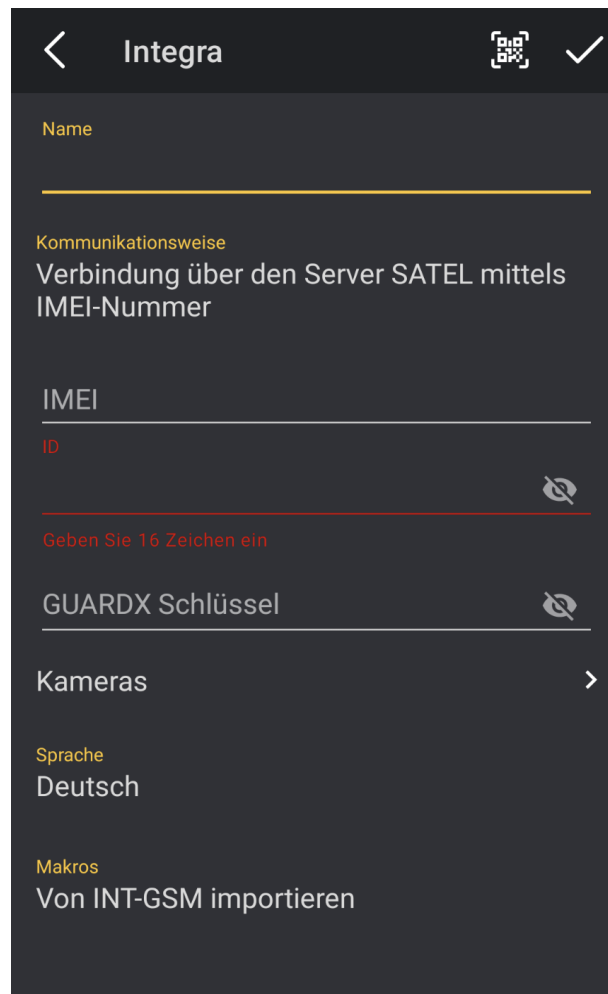 Integra
Name
Kommunikationsweise
Verbindung über den Server SATEL mittels
IMEI-Nummer
IMEI
ID
Geben Sie 16 Zeichen ein
GUARDX Schlüssel
Kameras
Sprache
Deutsch
Makros
Von INT-GSM importieren